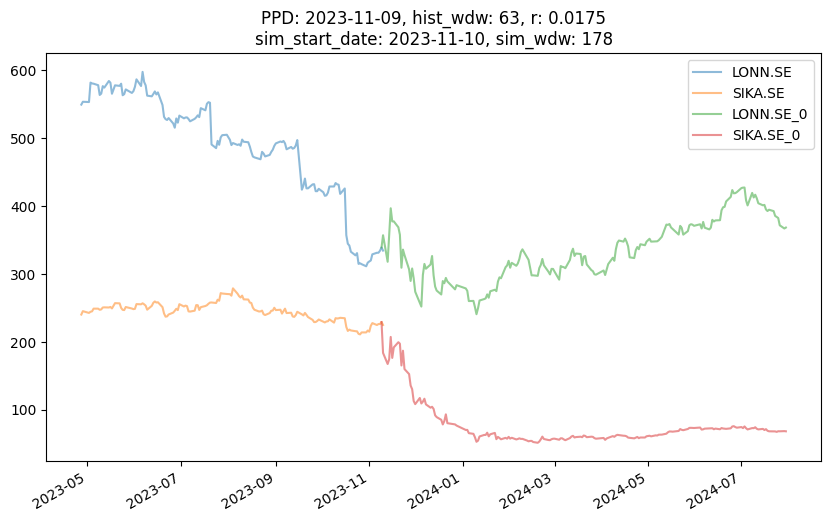 PPD: 2023-11-09, hist_wdw: 63, r: 0.0175
sim_start_date: 2023-11-10, sim_wdw: 178
600
500
400
300
200
100
LONN.SE
SIKA.SE
LONN.SE_0
SIKA.SE_0
2023-05
2023-07
2023-09
2023-11
2024-01
2024-03
2024-05
2024-07